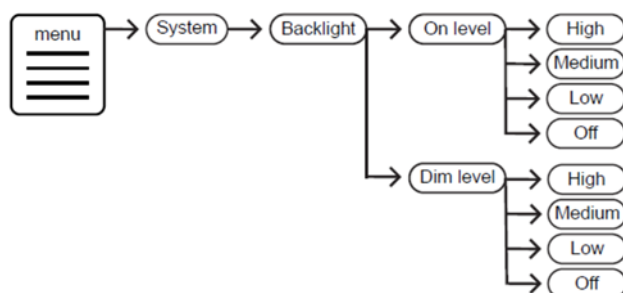 menu
System
Backlight
On level
High
Medium
Low
Off
Dim level
High
Medium
Low
Off